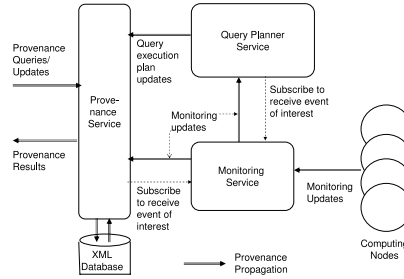 Provenance
Queries/
Updates
Provenance
Results
Prove-
nance
Service
Query
execution
plan
updates
Query Planner
Service
Subscribe to
receive event
of interest
Monitoring
updates
Monitoring
Service
Subscribe
to receive
event of
interest
Monitoring
Updates
Computing
Nodes
XML
Database
Provenance
Propagation